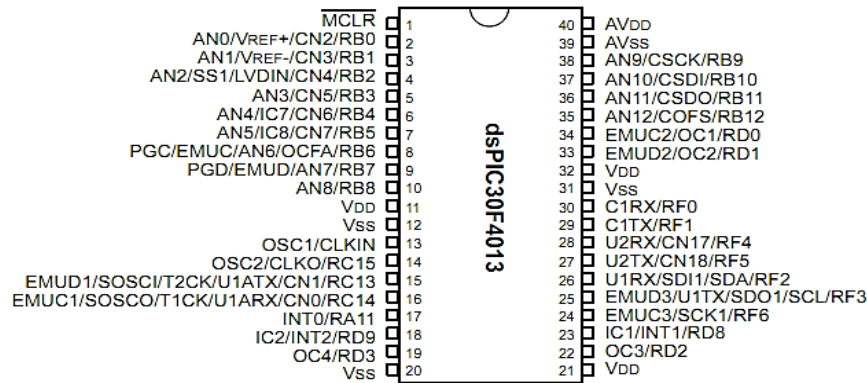 MCLR 1
AN0/VREF+/CN2/RB0 2
AN1/VREF-/CN3/RB1 3
AN2/SS1/LVDIN/CN4/RB2 4
AN3/CN5/RB3 5
AN4/IC7/CN6/RB4 6
AN5/IC8/CN7/RB5 7
PGC/EMUC/AN6/OCFA/RB6 8
PGD/EMUD/AN7/RB7 9
AN8/RB8 10
VDD 11
VSS 12
OSC1/CLKIN 13
OSC2/CLKO/RC15 14
EMUD1/SOSCI/T2CK/U1ATX/CN1/RC13 15
EMUC1/SOSCO/T1CK/U1ARX/CN0/RC14 16
INT0/RA11 17
IC2/INT2/RD9 18
OC4/RD3 19
VSS 20
dsPIC30F4013
40 AVDD
39 AVSS
38 AN9/CSCK/RB9
37 AN10/CSDI/RB10
36 AN11/CSDO/RB11
35 AN12/COFS/RB12
34 EMUC2/OC1/RD0
33 EMUD2/OC2/RD1
32 VDD
31 VSS
30 C1RX/RF0
29 C1TX/RF1
28 U2RX/CN17/RF4
27 U2TX/CN18/RF5
26 U1RX/SDI1/SDA/RF2
25 EMUD3/U1TX/SDO1/SCL/RF3
24 EMUC3/SCK1/RF6
23 IC1/INT1/RD8
22 OC3/RD2
21 VDD